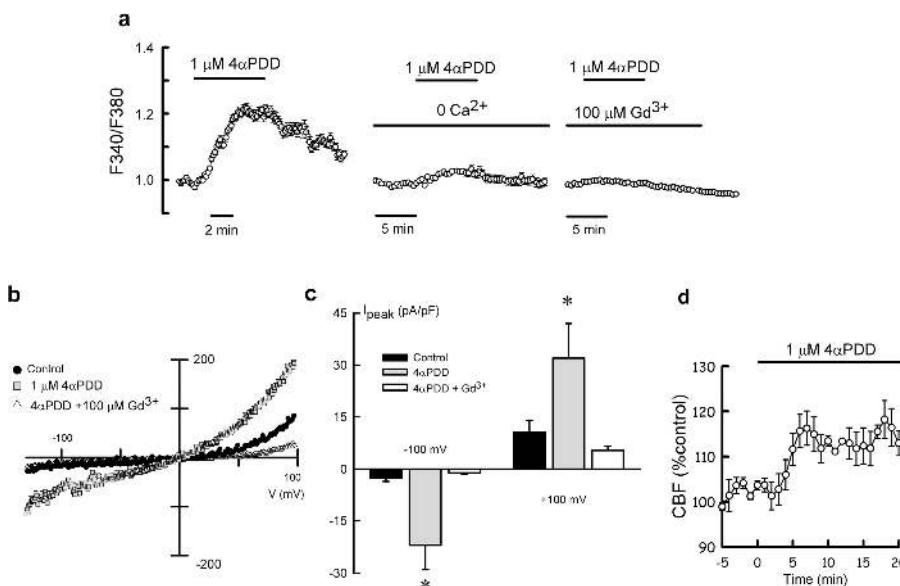 a
1.4
1.2
1.0
F340/F380
1 μM 4αPDD
2 min
1 μM 4αPDD
0 Ca2+
5 min
1 μM 4αPDD
100 μM Gd3+
5 min
b
Control
1 μM 4αPDD
4αPDD +100 μM Gd3+
200
-100
100
V (mV)
-200
c
45
30
15
0
-15
-30
Ipeak (pA/pF)
Control
4αPDD
4αPDD + Gd3+
-100 mV
+100 mV
*
*
d
1 μM 4αPDD
130
120
110
100
90
CBF (%control)
-5 0 5 10 15 20
Time (min)